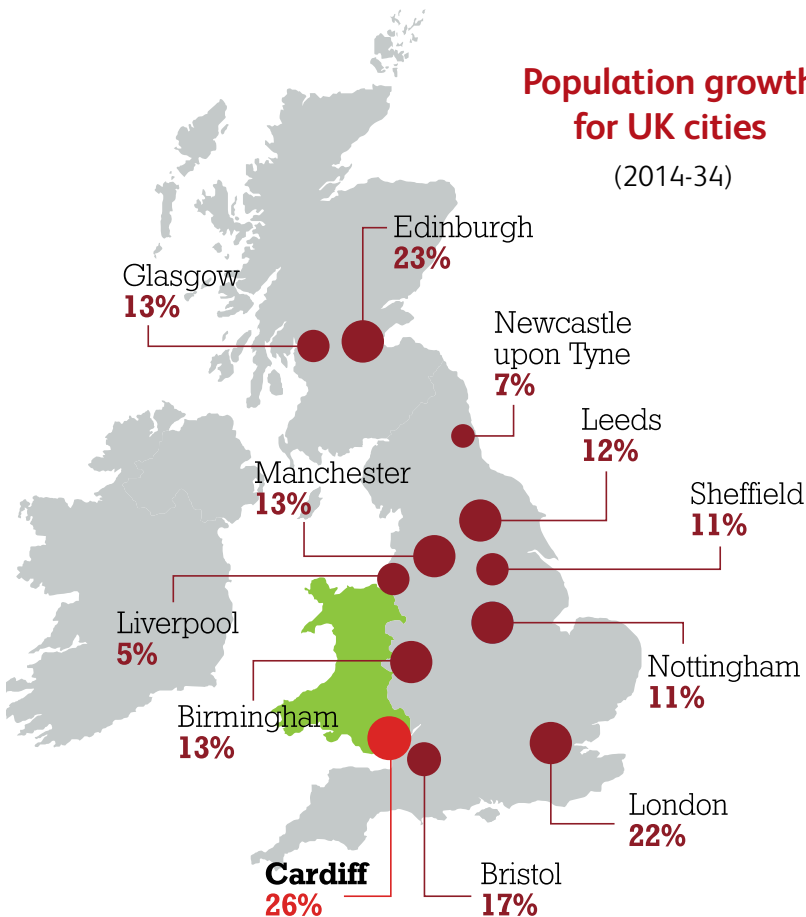 Population growth
for UK cities
(2014-34)
Edinburgh
23%
Glasgow
13%
Newcastle
upon Tyne
7%
Leeds
12%
Manchester
13%
Sheffield
11%
Liverpool
5%
Nottingham
11%
Birmingham
13%
London
22%
Cardiff
26%
Bristol
17%